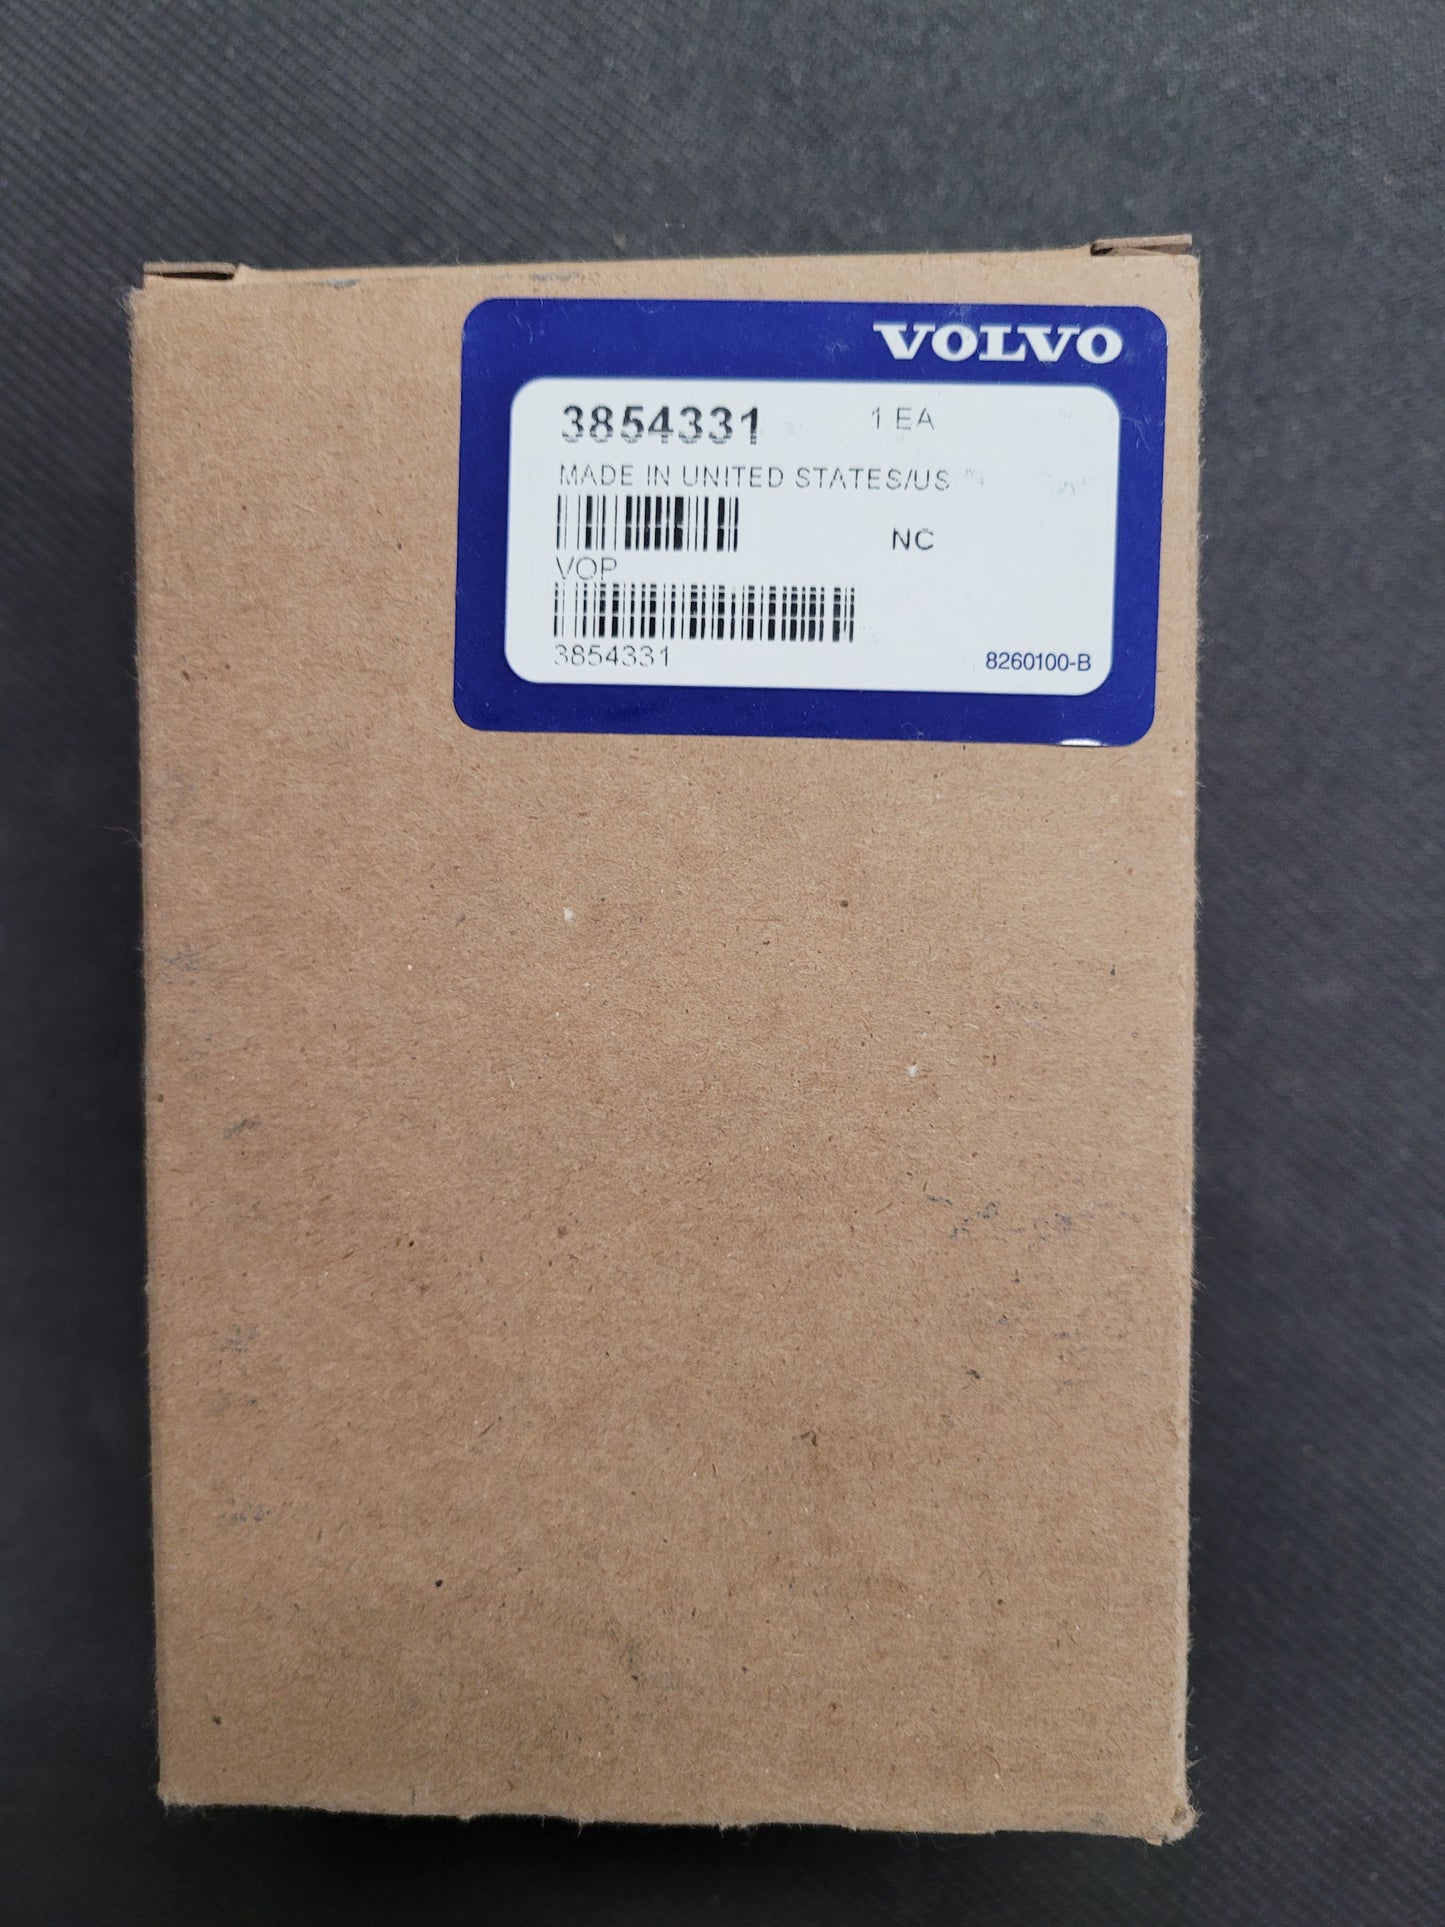 VOLVO
3854331 1 EA
MADE IN UNITED STATES/US
NC
VOP
3854331 8260100-B